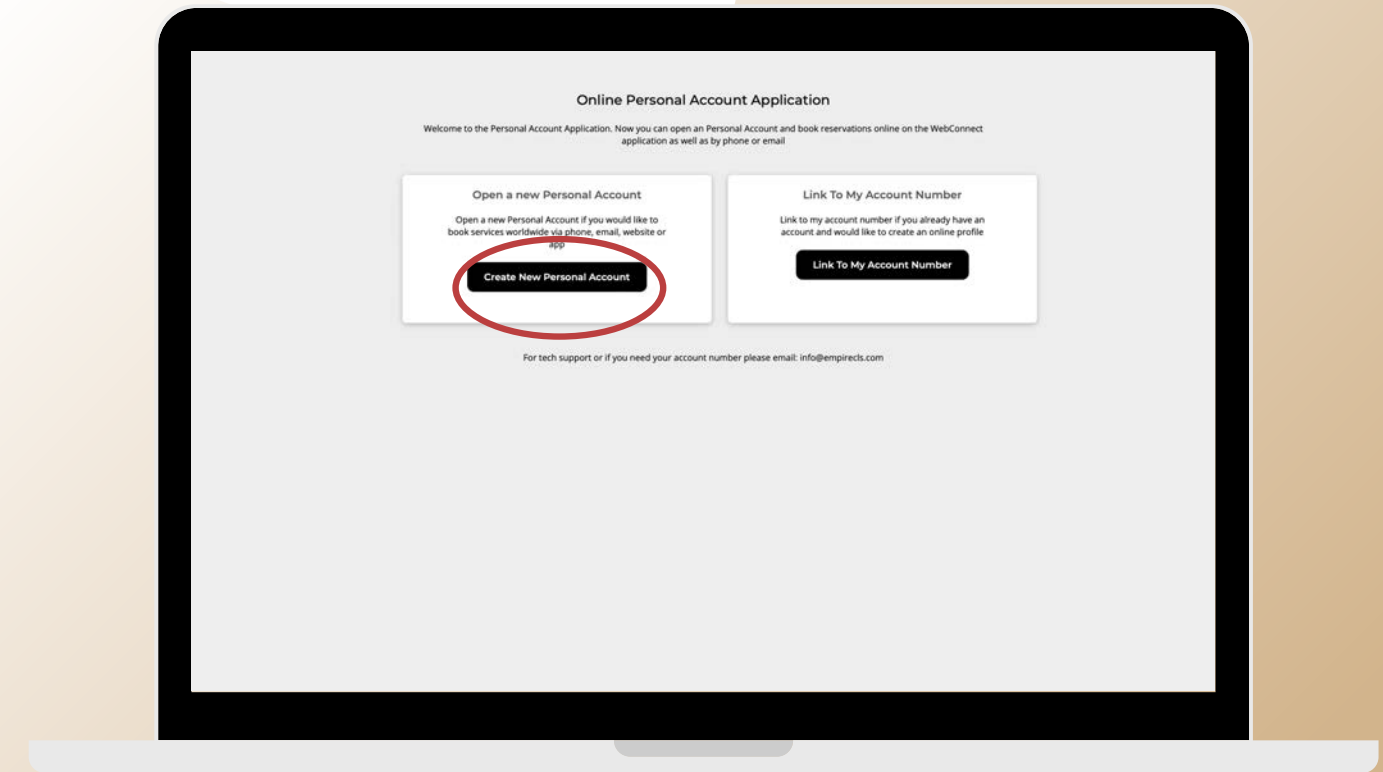 Online Personal Account Application
Welcome to the Personal Account Application. Now you can open an Personal Account and book reservations online on the WebConnect
application as well as by phone or email
Open a new Personal Account
Open a new Personal Account if you would like to
book services worldwide via phone, email, website or
app
Create New Personal Account
Link To My Account Number
Link to my account number if you already have an
account and would like to create an online profile
Link To My Account Number
For tech support or if you need your account number please email: info@empirecls.com